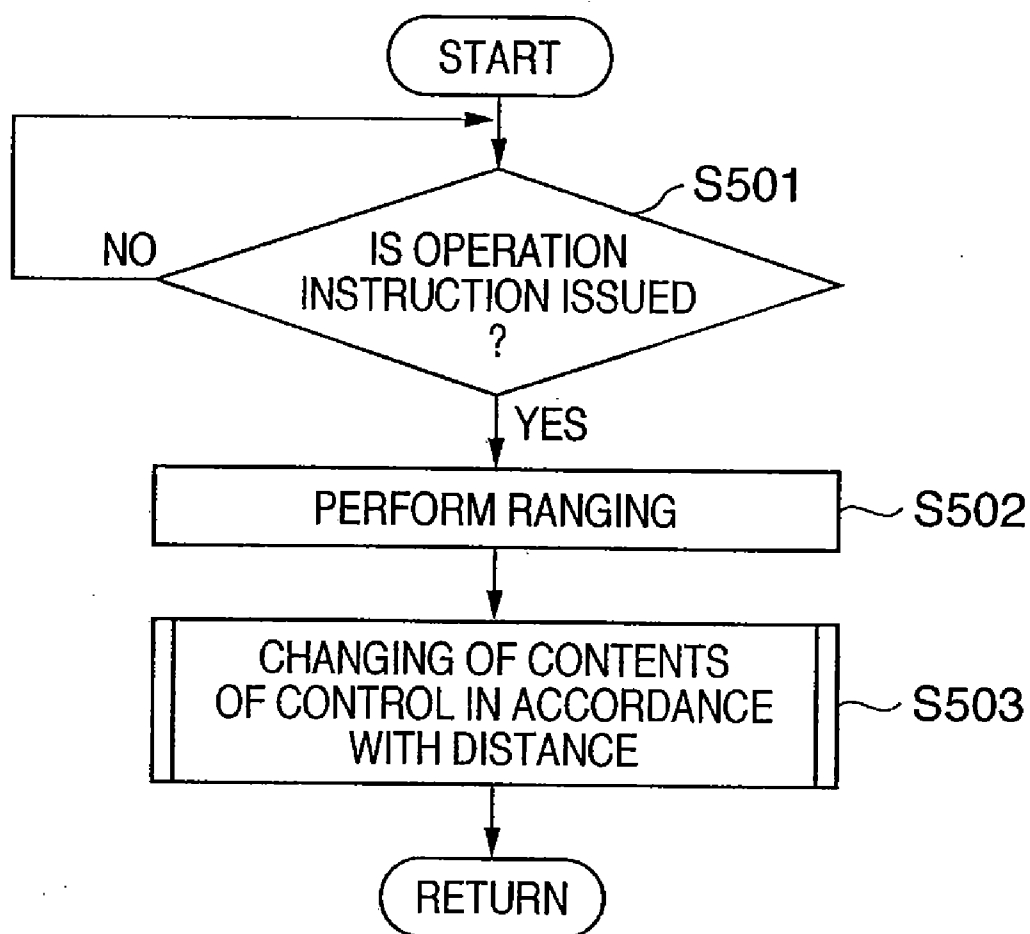 START
S501
NO
IS OPERATION
INSTRUCTION ISSUED
?
YES
PERFORM RANGING
S502
CHANGING OF CONTENTS
OF CONTROL IN ACCORDANCE
WITH DISTANCE
S503
RETURN